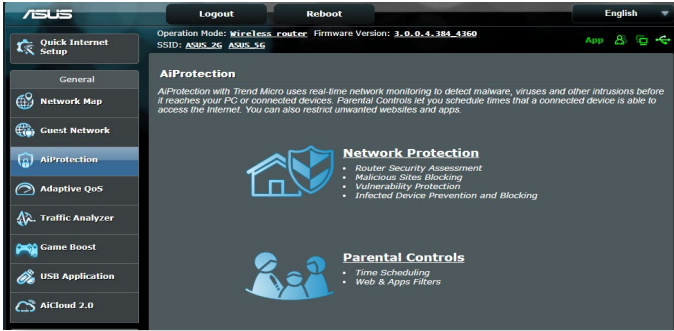 ASUS
Logout
Reboot
English
Quick Internet
Setup
Operation Mode: Wireless router Firmware Version: 3.0.0.4.384_4360
SSID: ASUS_2G ASUS_5G
App
General
Network Map
Guest Network
AiProtection
Adaptive QoS
Traffic Analyzer
Game Boost
USB Application
AiCloud 2.0
AiProtection
AiProtection with Trend Micro uses real-time network monitoring to detect malware, viruses and other intrusions before
it reaches your PC or connected devices. Parental Controls let you schedule times that a connected device is able to
access the Internet. You can also restrict unwanted websites and apps.
Network Protection
• Router Security Assessment
• Malicious Sites Blocking
• Vulnerability Protection
• Infected Device Prevention and Blocking
Parental Controls
• Time Scheduling
• Web & Apps Filters